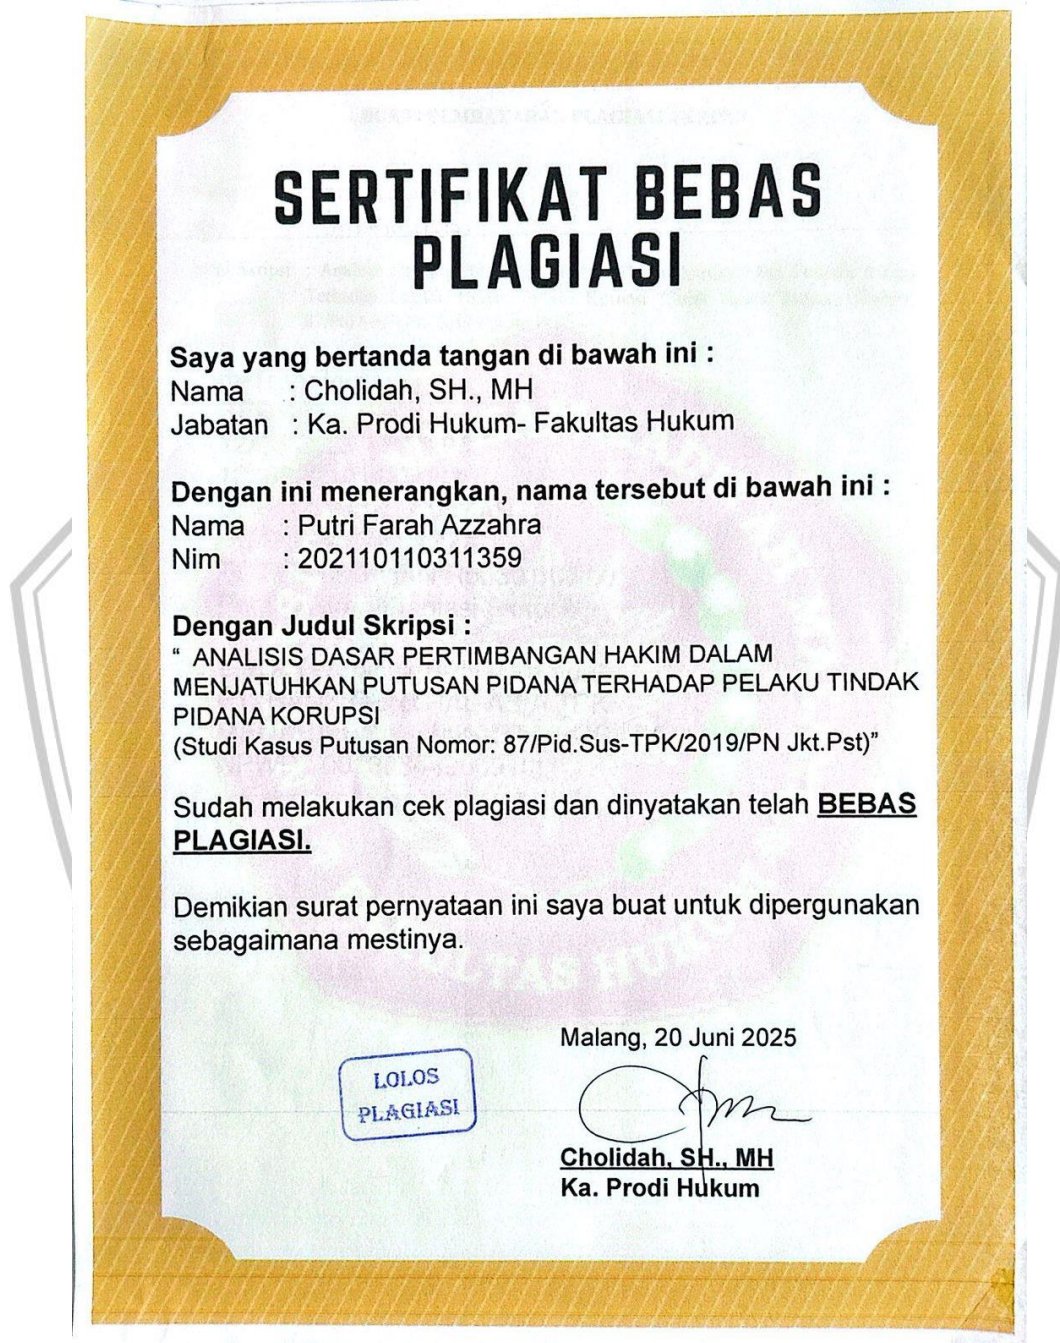 SERTIFIKAT BEBAS
PLAGIASI
Saya yang bertanda tangan di bawah ini :
Nama : Cholidah, SH., MH
Jabatan : Ka. Prodi Hukum- Fakultas Hukum
Dengan ini menerangkan, nama tersebut di bawah ini :
Nama : Putri Farah Azzahra
Nim : 202110110311359
Dengan Judul Skripsi :
“ ANALISIS DASAR PERTIMBANGAN HAKIM DALAM
MENJATUHKAN PUTUSAN PIDANA TERHADAP PELAKU TINDAK
PIDANA KORUPSI
(Studi Kasus Putusan Nomor: 87/Pid.Sus-TPK/2019/PN Jkt.Pst)”
Sudah melakukan cek plagiasi dan dinyatakan telah BEBAS
PLAGIASI.
Demikian surat pernyataan ini saya buat untuk dipergunakan
sebagaimana mestinya.
Malang, 20 Juni 2025
LOLOS
PLAGIASI
Cholidah, SH., MH
Ka. Prodi Hukum